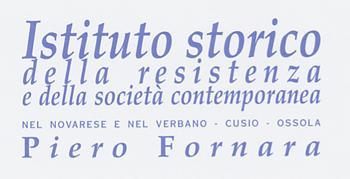 Istituto storico
della resistenza
e della società contemporanea
NEL NOVARESE E NEL VERBANO - CUSIO - OSSOLA
Piero Fornara